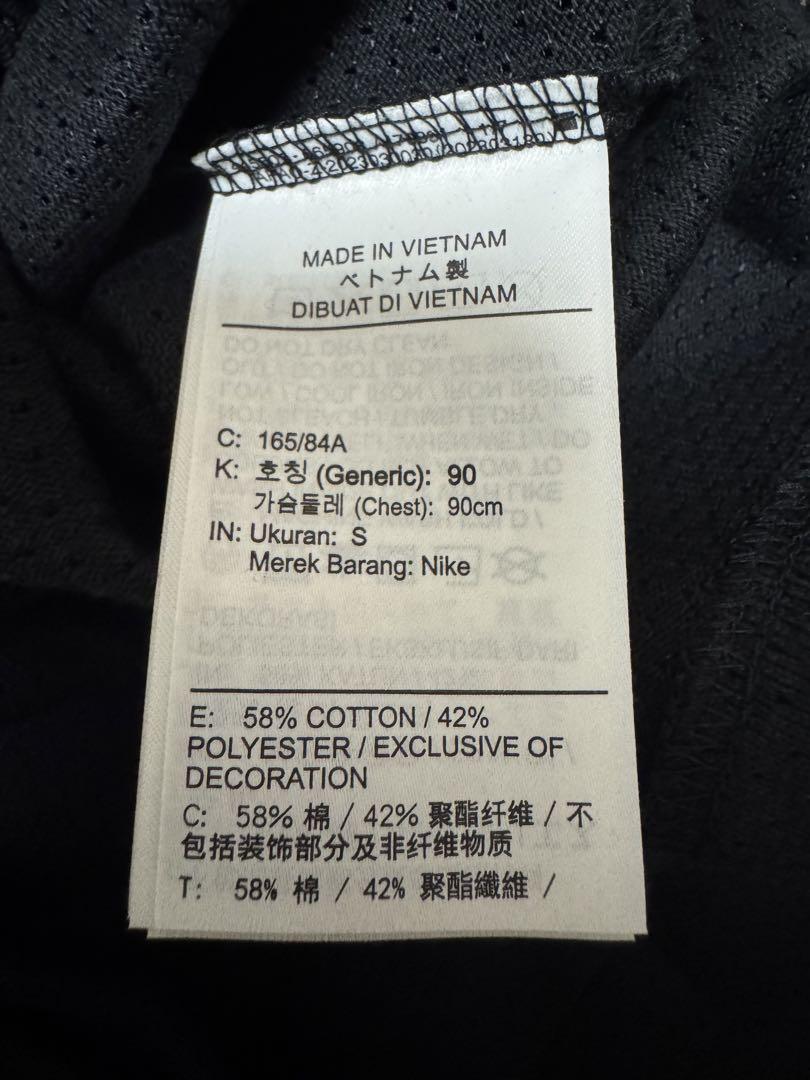 MADE IN VIETNAM
ベトナム製
DIBUAT DI VIETNAM
C: 165/84A
K: 호칭 (Generic): 90
가슴둘레 (Chest): 90cm
IN: Ukuran: S
Merek Barang: Nike
E: 58% COTTON / 42%
POLYESTER / EXCLUSIVE OF
DECORATION
C: 58% 棉 / 42% 聚酯纤维 / 不
包括装饰部分及非纤维物质
T: 58% 棉 / 42% 聚酯纖維 /